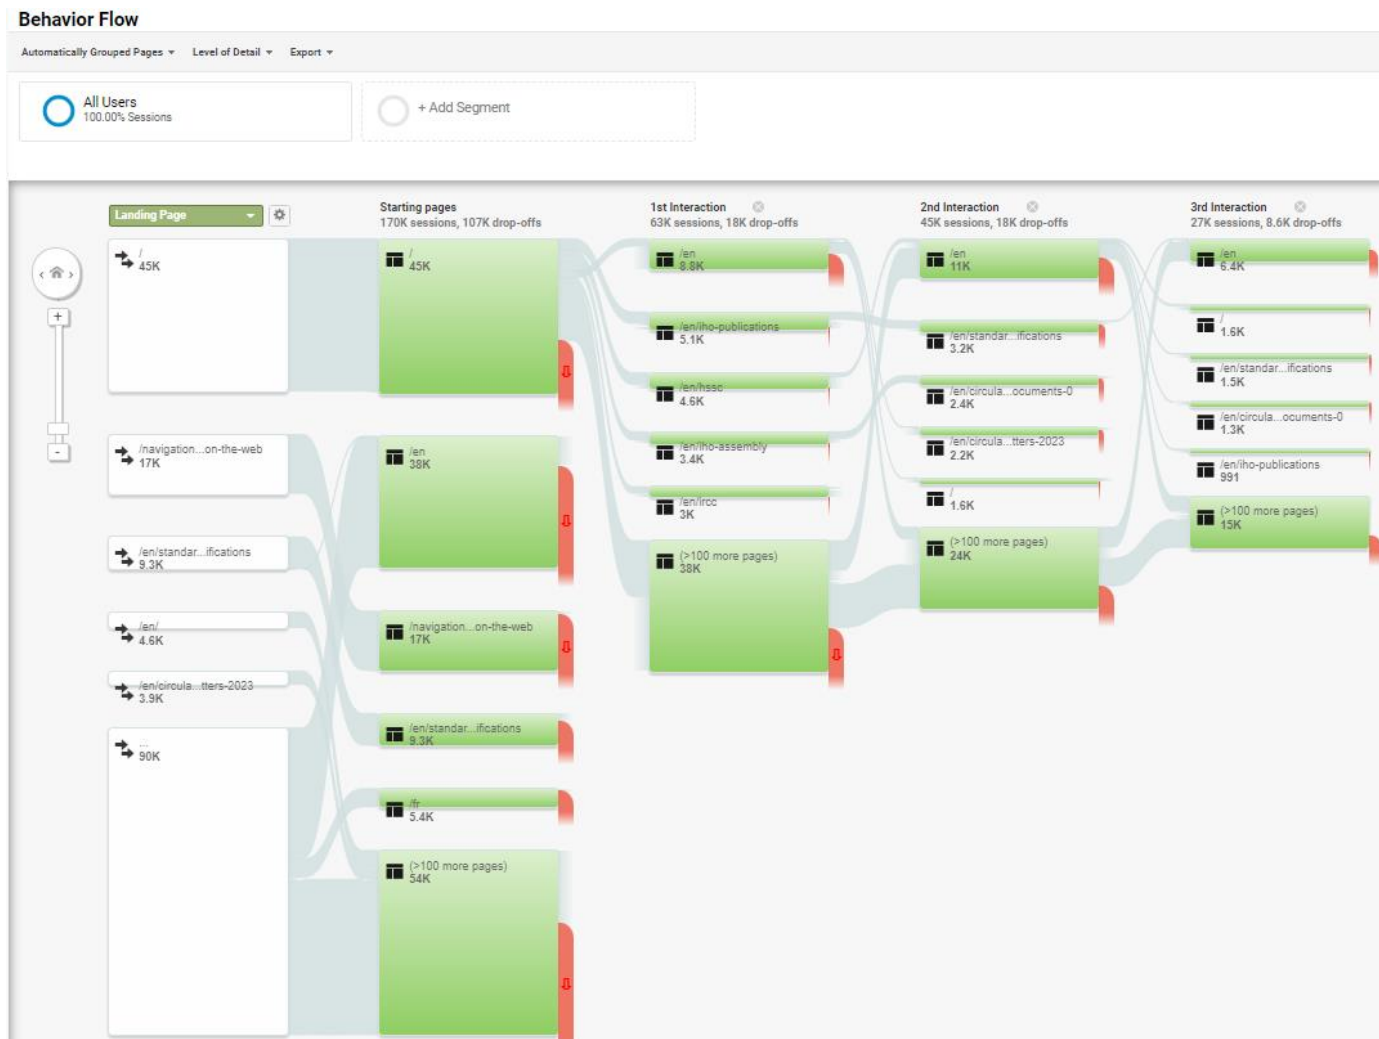 Behavior Flow
Automatically Grouped Pages Level of Detail Export
All Users
100.00% Sessions
+ Add Segment
Landing Page
/
45K
/navigation...on-the-web
17K
/en/standar...ifications
9.3K
/en/
4.6K
/en/circula...tters-2023
3.9K
...
90K
Starting pages
170K sessions, 107K drop-offs
/
45K
/en
38K
/navigation...on-the-web
17K
/en/standar...ifications
9.3K
/fr
5.4K
(>100 more pages)
54K
1st Interaction
63K sessions, 18K drop-offs
/en
8.8K
/en/iho-publications
5.1K
/en/hssc
4.6K
/en/iho-assembly
3.4K
/en/ircc
3K
(>100 more pages)
38K
2nd Interaction
45K sessions, 18K drop-offs
/en
11K
/en/standar...ifications
3.2K
/en/circula...ocuments-0
2.4K
/en/circula...tters-2023
2.2K
/
1.6K
(>100 more pages)
24K
3rd Interaction
27K sessions, 8.6K drop-offs
/en
6.4K
/
1.6K
/en/standar...ifications
1.5K
/en/circula...ocuments-0
1.3K
/en/iho-publications
991
(>100 more pages)
15K